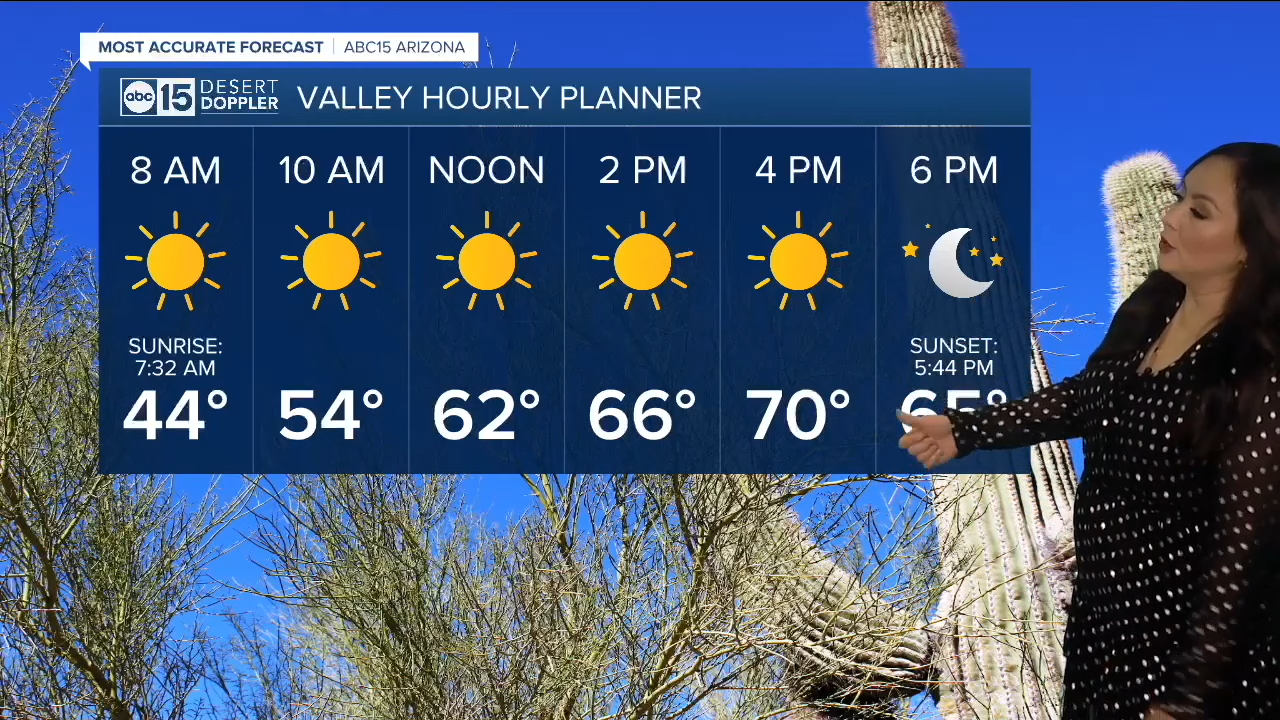 MOST ACCURATE FORECAST | ABC15 ARIZONA
abc 15 DESERT DOPPLER VALLEY HOURLY PLANNER
8 AM 10 AM NOON 2 PM 4 PM 6 PM
SUNRISE: SUNSET:
7:32 AM 5:44 PM
44° 54° 62° 66° 70° 65°